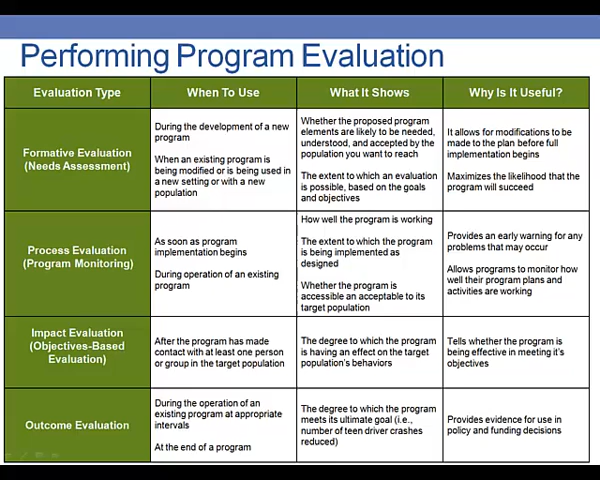 Performing Program Evaluation
Evaluation Type
When To Use
What It Shows
Why Is It Useful?
Formative Evaluation
(Needs Assessment)
During the development of a new
program
When an existing program is
being modified or is being used in
a new setting or with a new
population
Whether the proposed program
elements are likely to be needed,
understood, and accepted by the
population you want to reach
The extent to which an evaluation
is possible, based on the goals
and objectives
It allows for modifications to be
made to the plan before full
implementation begins
Maximizes the likelihood that the
program will succeed
Process Evaluation
(Program Monitoring)
As soon as program
implementation begins
During operation of an existing
program
How well the program is working
The extent to which the program
is being implemented as
designed
Whether the program is
accessible an acceptable to its
target population
Provides an early warning for any
problems that may occur
Allows programs to monitor how
well their program plans and
activities are working
Impact Evaluation
(Objectives-Based
Evaluation)
After the program has made
contact with at least one person
or group in the target population
The degree to which the program
is having an effect on the target
population's behaviors
Tells whether the program is
being effective in meeting it's
objectives
Outcome Evaluation
During the operation of an
existing program at appropriate
intervals
At the end of a program
The degree to which the program
meets its ultimate goal (i.e.,
number of teen driver crashes
reduced)
Provides evidence for use in
policy and funding decisions